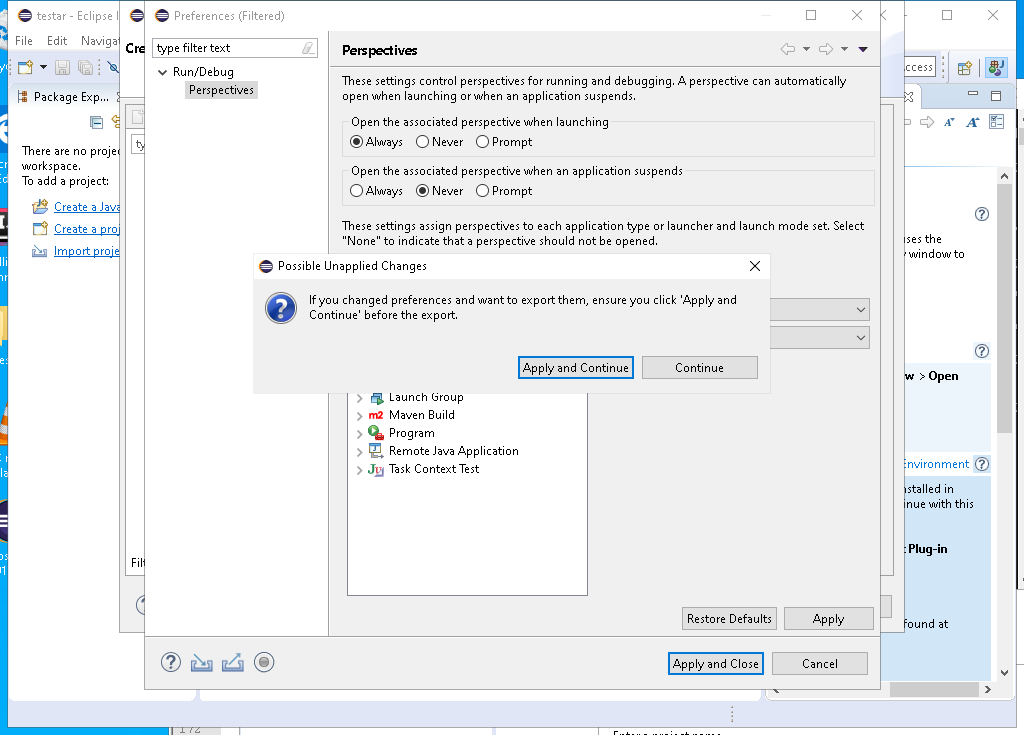 testar - Eclipse I
Preferences (Filtered)
File Edit Navigat
Cre
type filter text
Perspectives
Run/Debug
Perspectives
These settings control perspectives for running and debugging. A perspective can automatically
open when launching or when an application suspends.
Open the associated perspective when launching
Always Never Prompt
Open the associated perspective when an application suspends
Always Never Prompt
These settings assign perspectives to each application type or launcher and launch mode set. Select
"None" to indicate that a perspective should not be opened.
Package Exp...
There are no projec
workspace.
To add a project:
Create a Java
Create a proj
Import proje
Possible Unapplied Changes
If you changed preferences and want to export them, ensure you click 'Apply and
Continue' before the export.
Apply and Continue Continue
Launch Group
Maven Build
Program
Remote Java Application
Task Context Test
Filt
Restore Defaults Apply
Apply and Close Cancel
ccess
ses the
window to
w > Open
Environment
nstalled in
nue with this
Plug-in
found at
172
Enter a project name